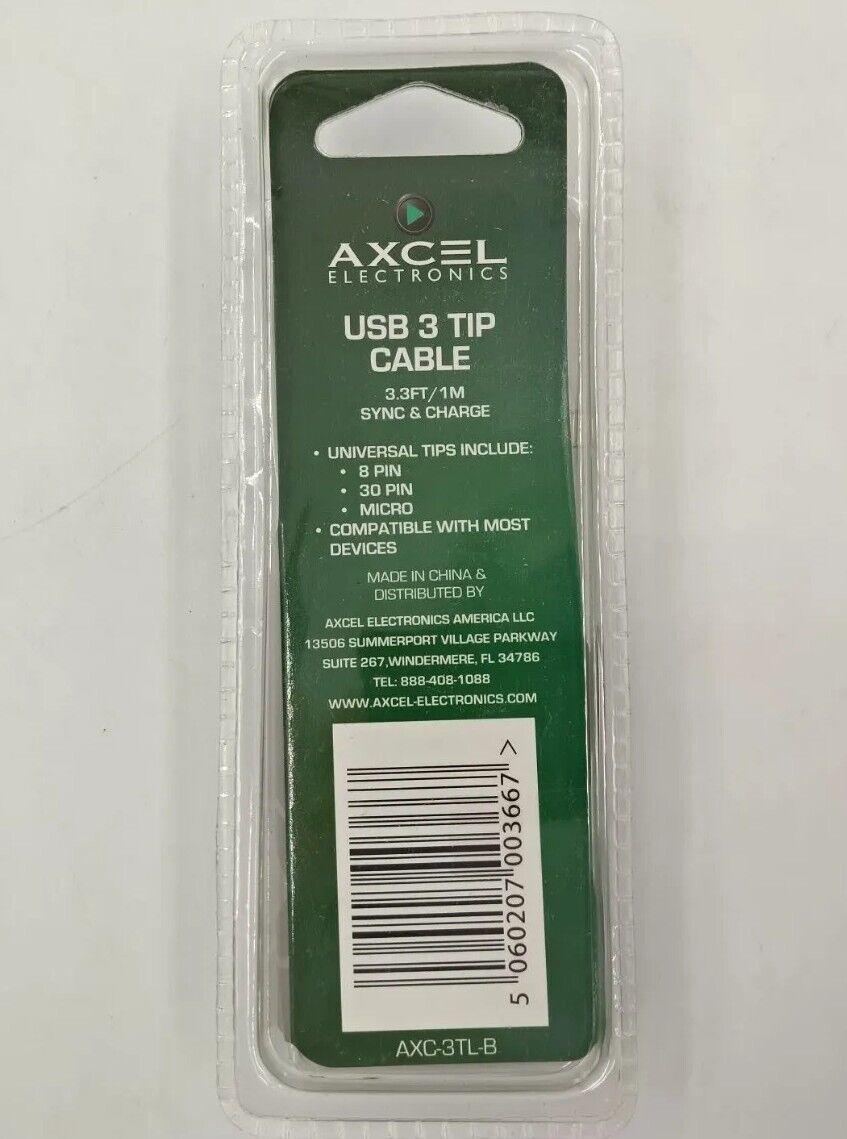 AXCEL
ELECTRONICS
USB 3 TIP
CABLE
3.3FT/1M
SYNC & CHARGE
• UNIVERSAL TIPS INCLUDE:
• 8 PIN
• 30 PIN
• MICRO
• COMPATIBLE WITH MOST
DEVICES
MADE IN CHINA &
DISTRIBUTED BY
AXCEL ELECTRONICS AMERICA LLC
13506 SUMMERPORT VILLAGE PARKWAY
SUITE 267,WINDERMERE, FL 34786
TEL: 888-408-1088
WWW.AXCEL-ELECTRONICS.COM
5 060207 003667 >
AXC-3TL-B